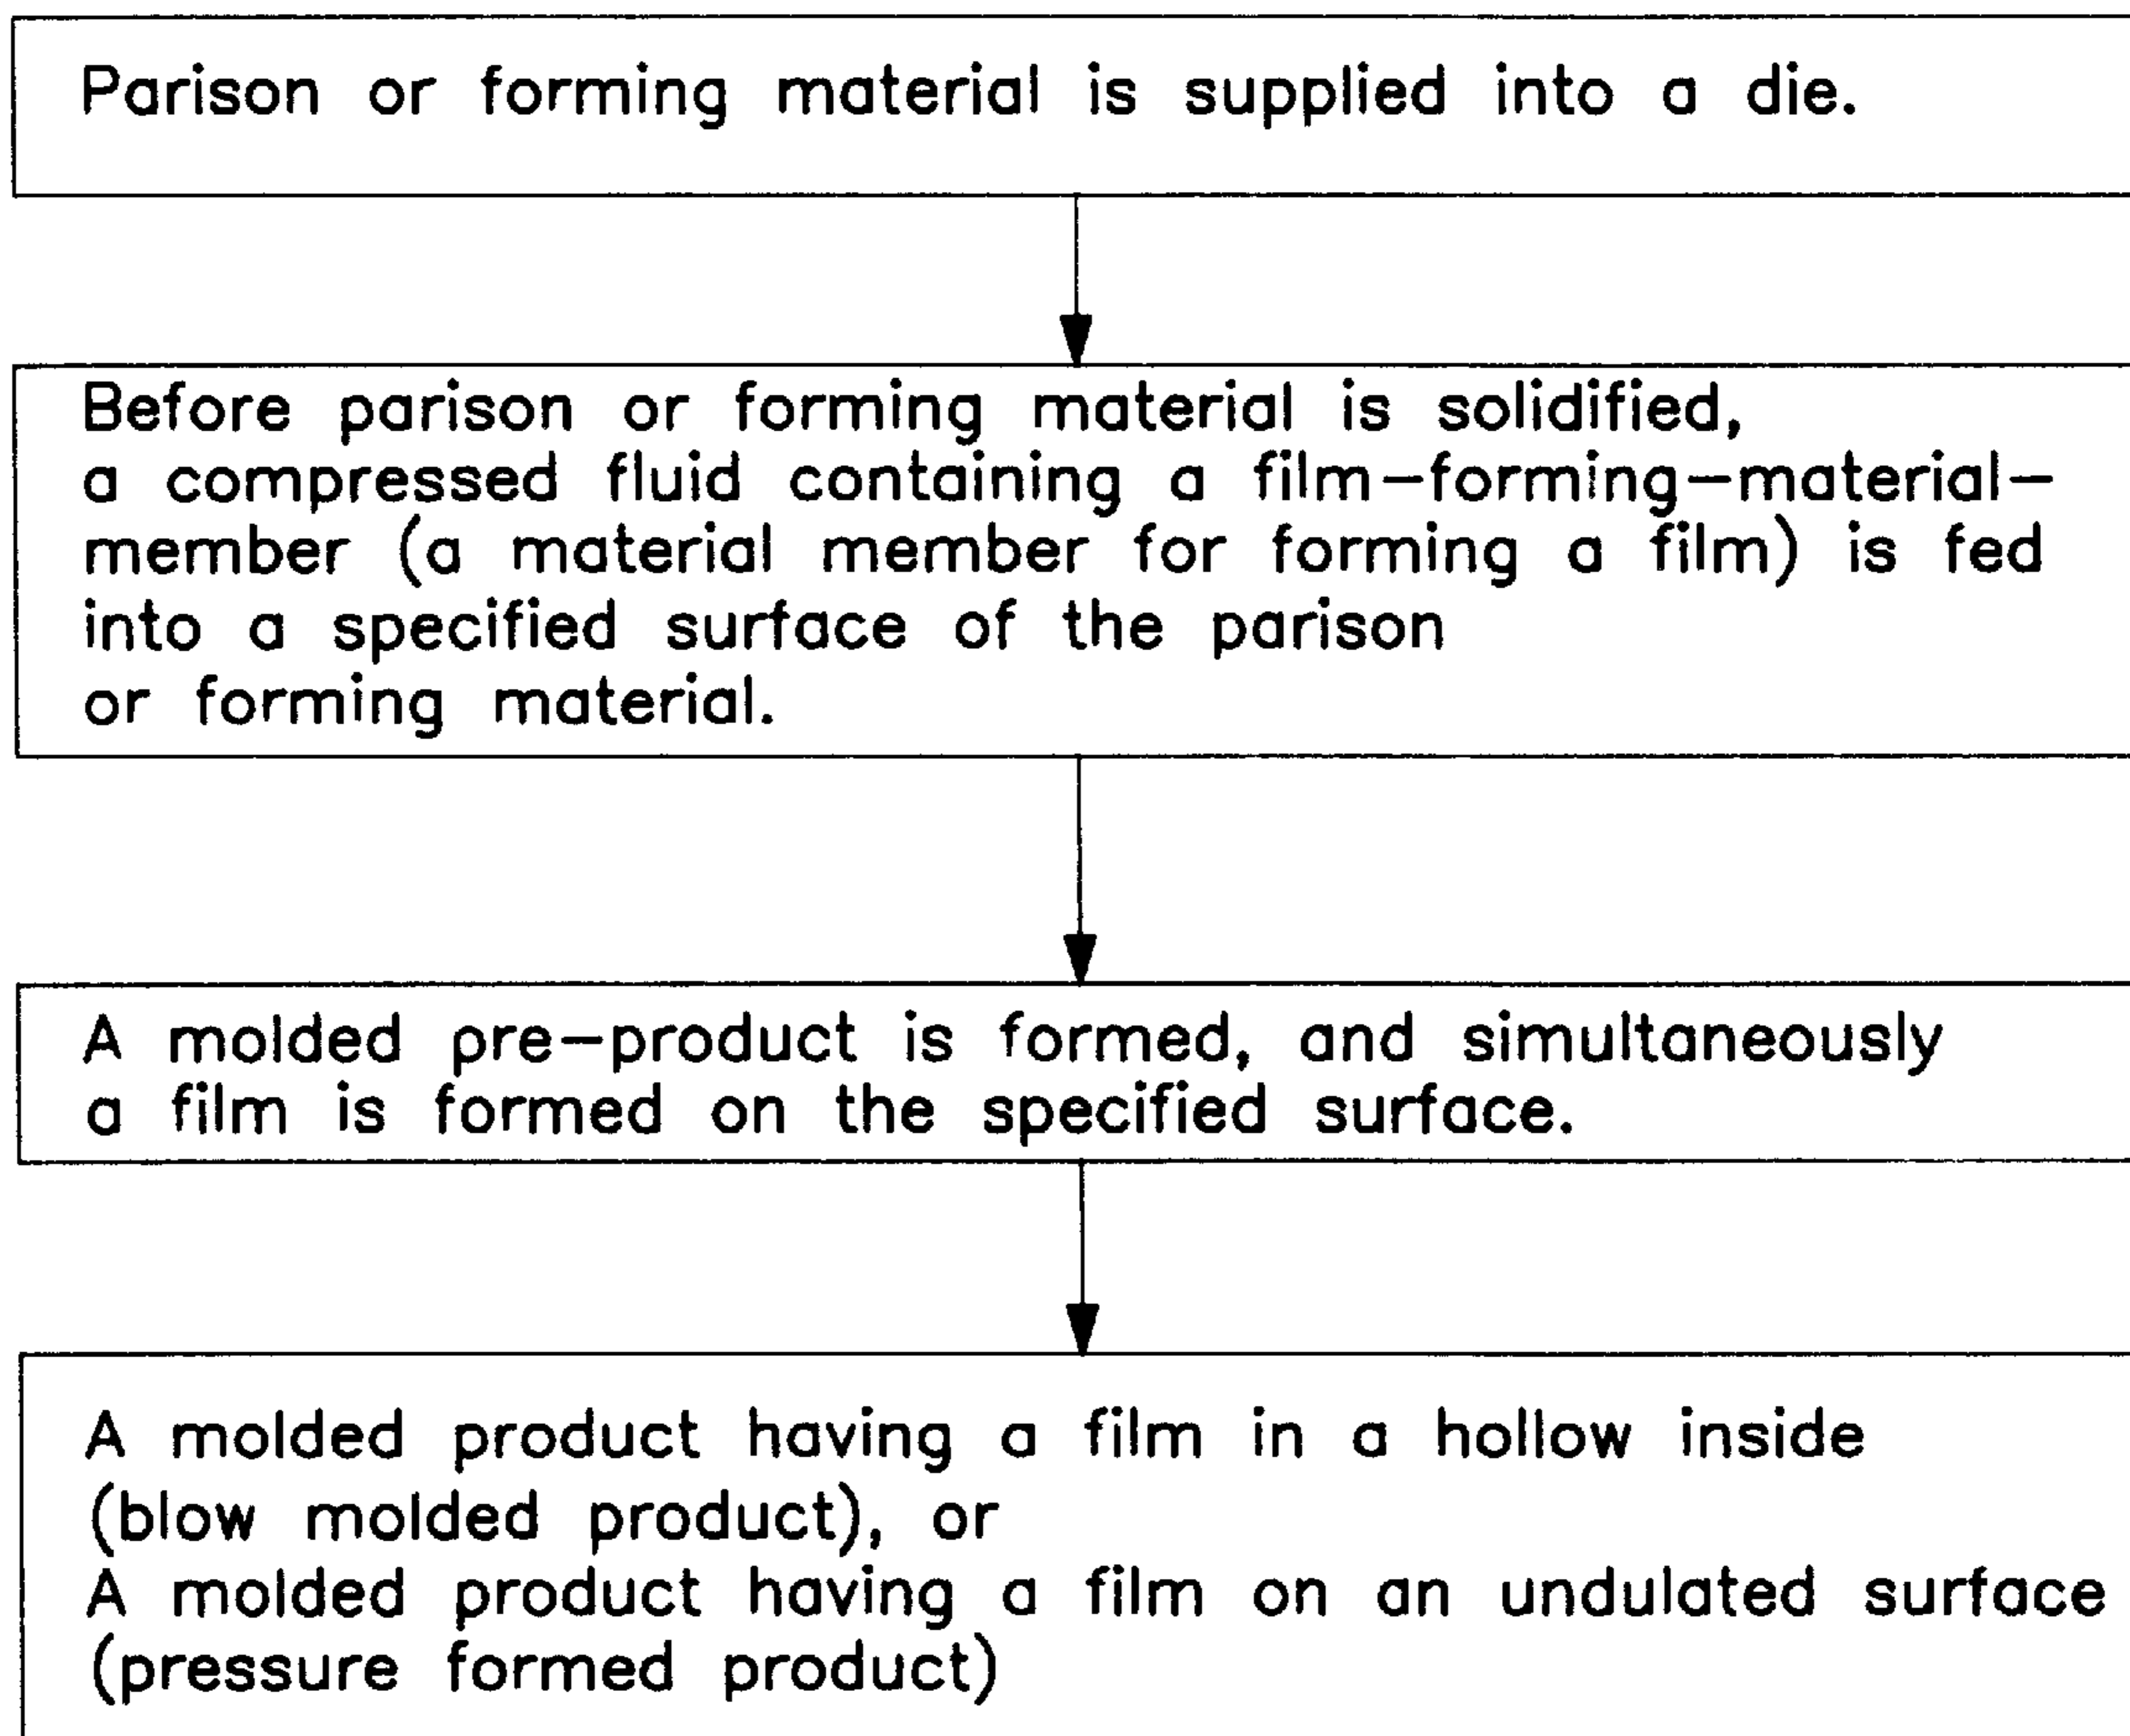 Parison or forming material is supplied into a die.
Before parison or forming material is solidified,
a compressed fluid containing a film-forming-material-
member (a material member for forming a film) is fed
into a specified surface of the parison
or forming material.
A molded pre-product is formed, and simultaneously
a film is formed on the specified surface.
A molded product having a film in a hollow inside
(blow molded product), or
A molded product having a film on an undulated surface
(pressure formed product)